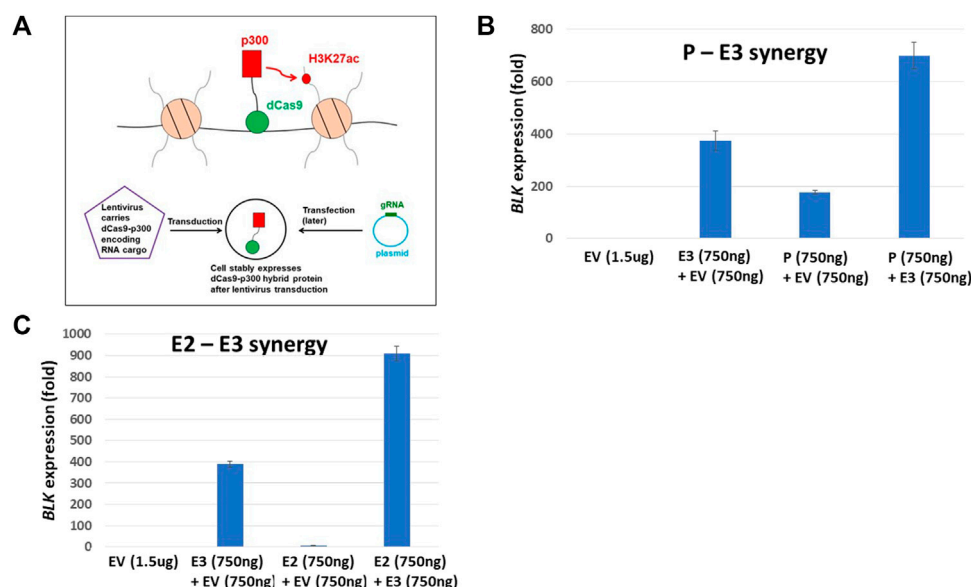 A
p300
H3K27ac
dCas9
Lentivirus
carries
dCas9-p300
encoding
RNA cargo
Transduction
Transfection
(later)
gRNA
plasmid
Cell stably expresses
dCas9-p300 hybrid protein
after lentivirus transduction
B
P – E3 synergy
BLK expression (fold)
800
600
400
200
0
EV (1.5ug)
E3 (750ng)
+ EV (750ng)
P (750ng)
+ EV (750ng)
P (750ng)
+ E3 (750ng)
C
E2 – E3 synergy
BLK expression (fold)
1000
900
800
700
600
500
400
300
200
100
0
EV (1.5ug)
E3 (750ng)
+ EV (750ng)
E2 (750ng)
+ EV (750ng)
E2 (750ng)
+ E3 (750ng)